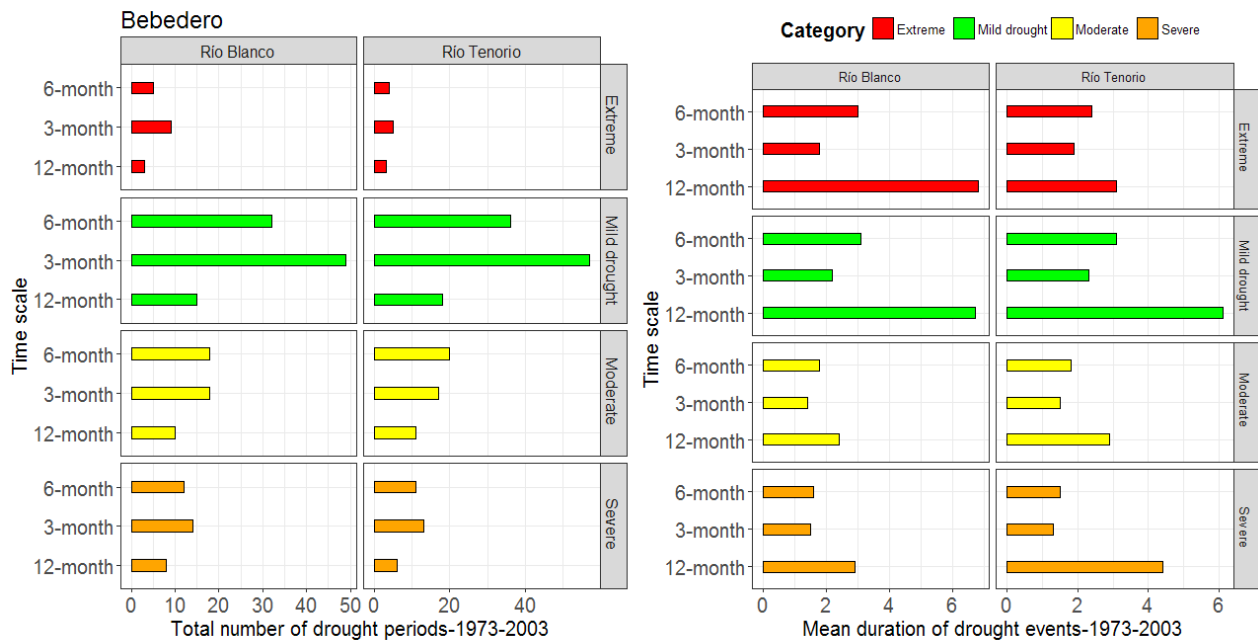 Bebedero
Río Blanco
Río Tenorio
6-month
3-month
12-month
Extreme
6-month
3-month
12-month
Mild drought
6-month
3-month
12-month
Moderate
6-month
3-month
12-month
Severe
Time scale
0 10 20 30 40 50
0 20 40
Total number of drought periods-1973-2003
Category Extreme Mild drought Moderate Severe
Río Blanco
Río Tenorio
6-month
3-month
12-month
Extreme
6-month
3-month
12-month
Mild drought
6-month
3-month
12-month
Moderate
6-month
3-month
12-month
Severe
Time scale
0 2 4 6
0 2 4 6
Mean duration of drought events-1973-2003